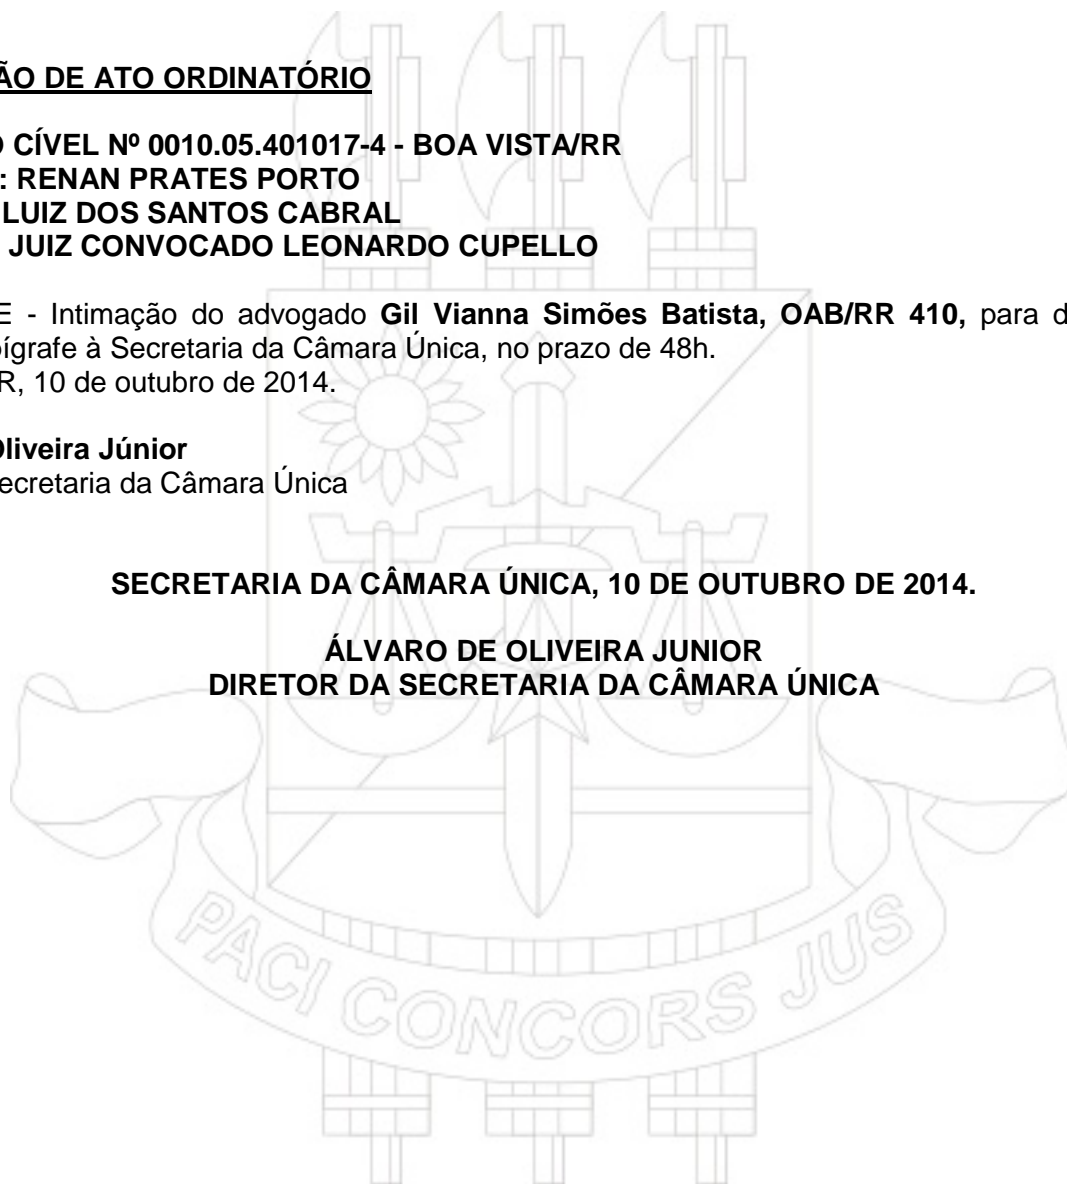 ÃO DE ATO ORDINATÓRIO
O CÍVEL Nº 0010.05.401017-4 - BOA VISTA/RR
: RENAN PRATES PORTO
LUIZ DOS SANTOS CABRAL
JUIZ CONVOCADO LEONARDO CUPELLO
E - Intimação do advogado Gil Vianna Simões Batista, OAB/RR 410, para d
pígrafe à Secretaria da Câmara Única, no prazo de 48h.
R, 10 de outubro de 2014.
Oliveira Júnior
ecretaria da Câmara Única
SECRETARIA DA CÂMARA ÚNICA, 10 DE OUTUBRO DE 2014.
ÁLVARO DE OLIVEIRA JUNIOR
DIRETOR DA SECRETARIA DA CÂMARA ÚNICA
PACI CONCORS JUS